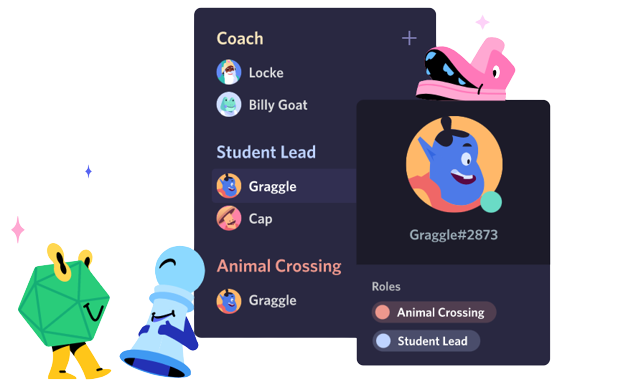 Coach
Locke
Billy Goat
Student Lead
Graggle
Cap
Animal Crossing
Graggle
Graggle#2873
Roles
Animal Crossing
Student Lead